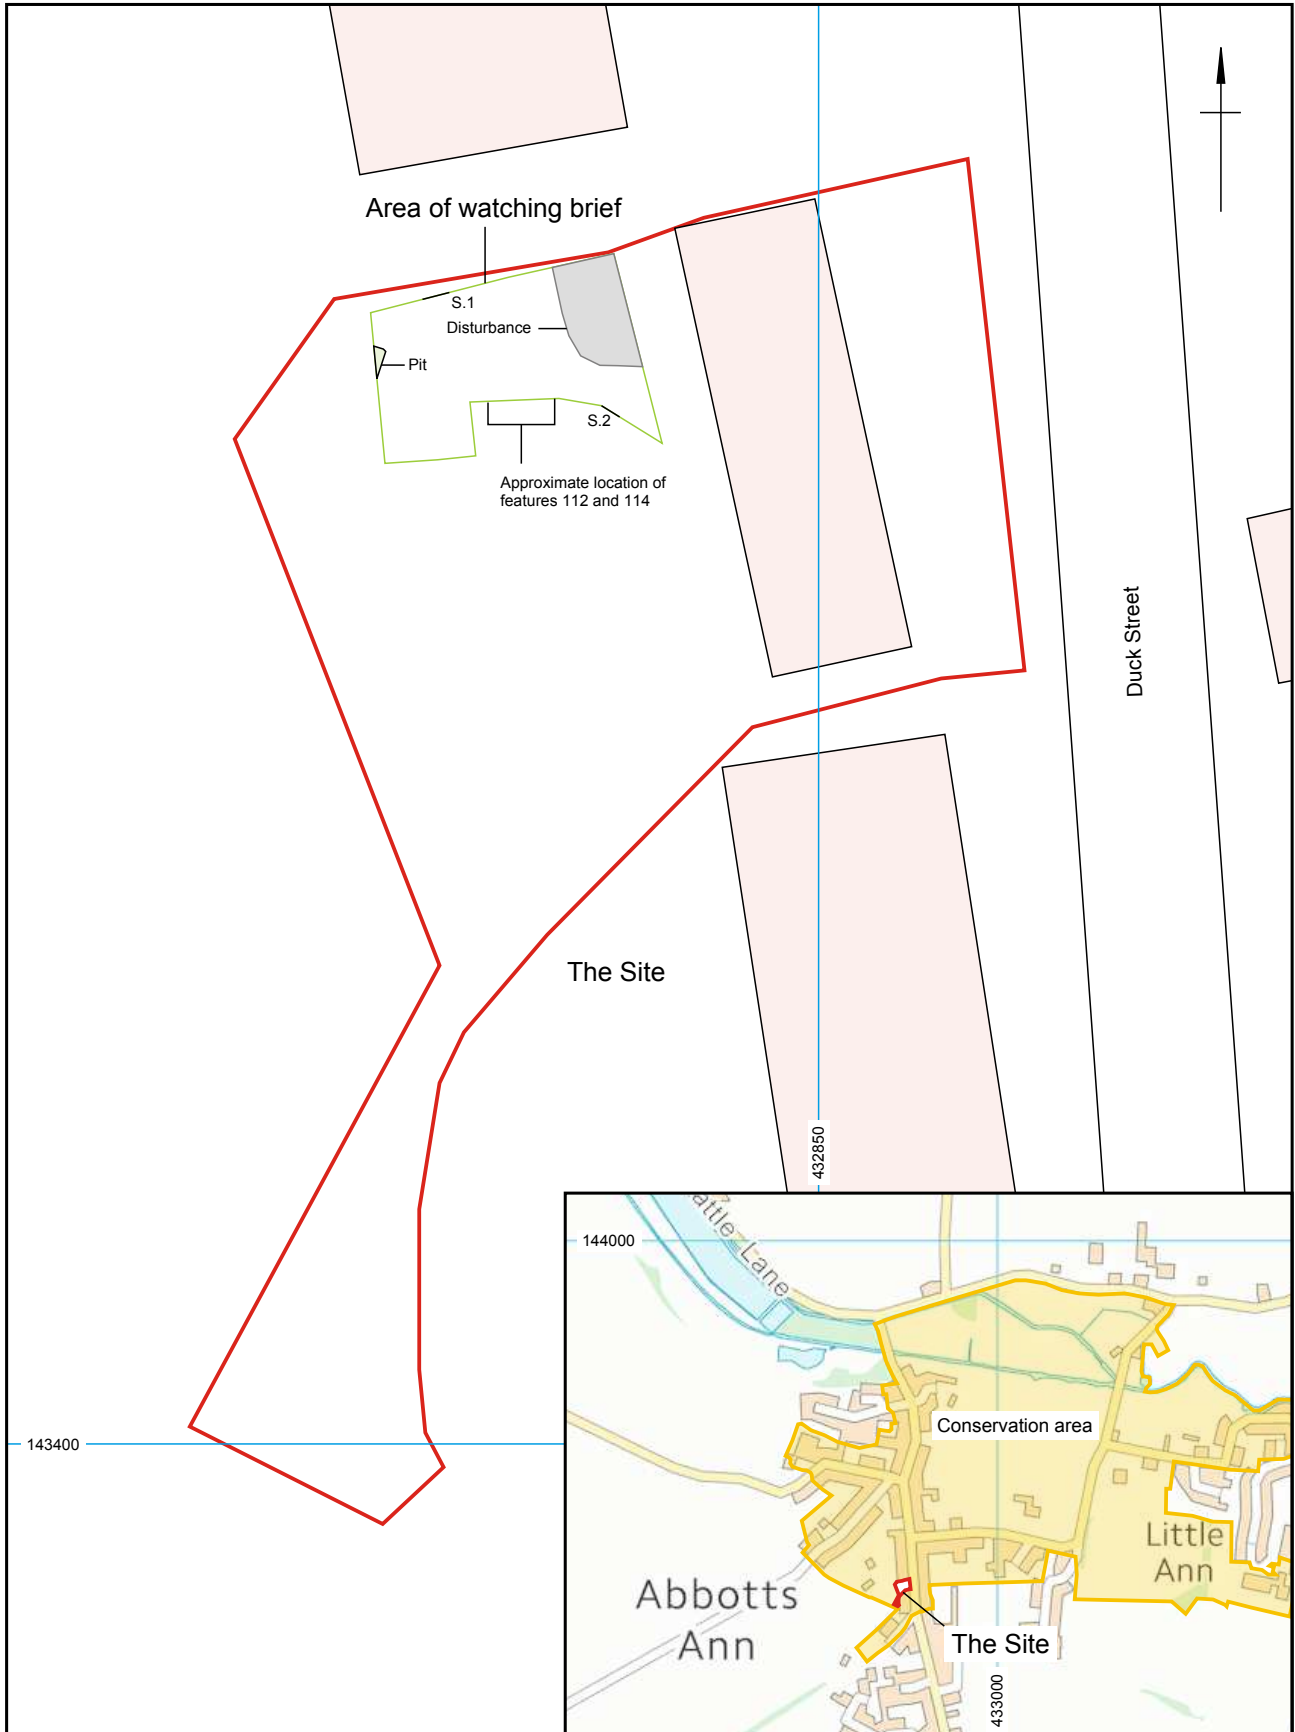 Area of watching brief
S.1
Disturbance
Pit
S.2
Approximate location of
features 112 and 114
Duck Street
The Site
432850
143400
144000
Lane
Conservation area
Little
Ann
Abbotts
Ann
The Site
433000